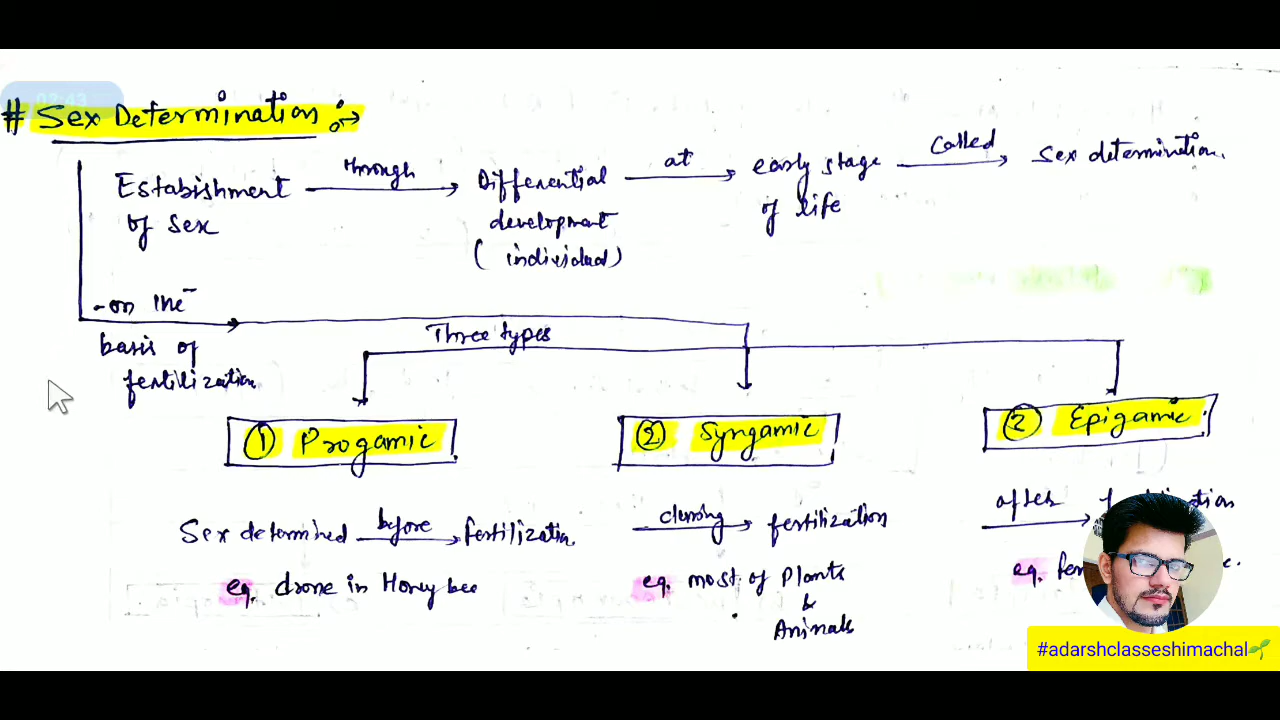 02:43
# Sex Determination :→
Estabishment through Differential at early stage called sex determination.
of sex development of life
( individual)
- on the
basis of Three types
fertilization
① Progamic ② Syngamic ② Epigamic
Sex determined before fertilization during fertilization after
eg. drone in Honey bee eg. most of Plants eg.
&
Animals
#adarshclasseshimachal🌱